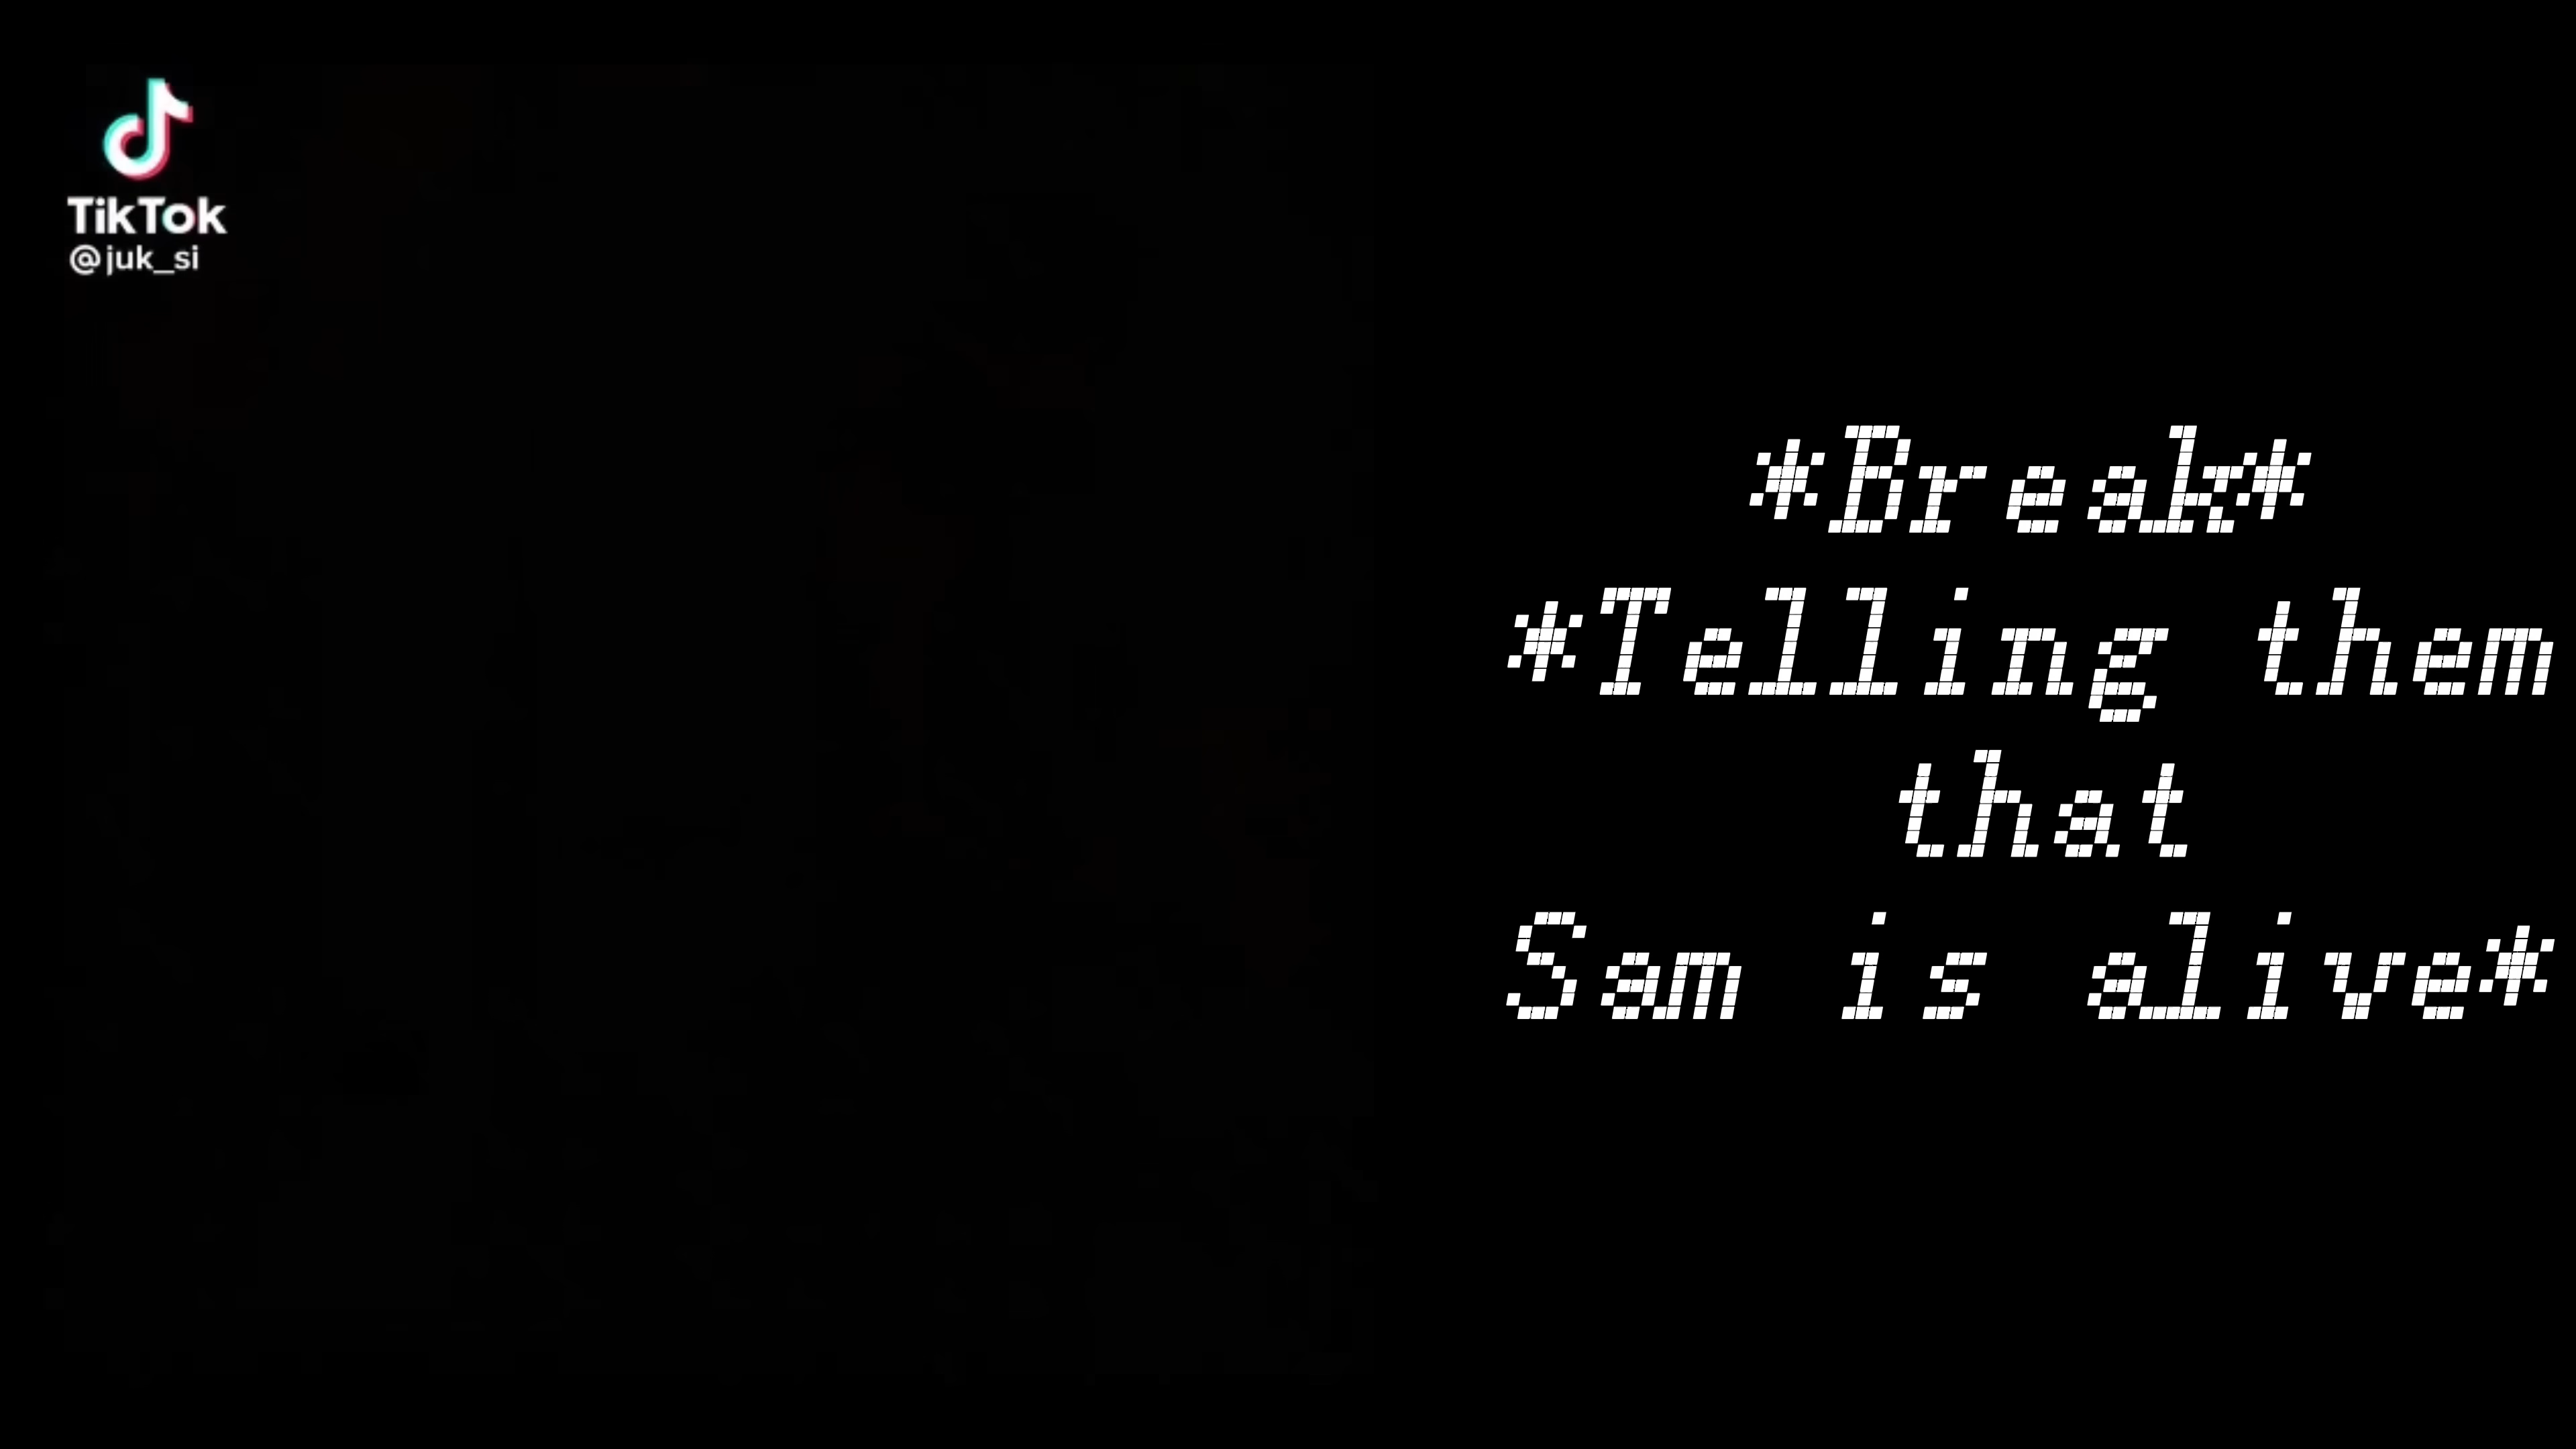 TikTok
@juk_si
*Break*
*Telling them
that
Sam is alive*